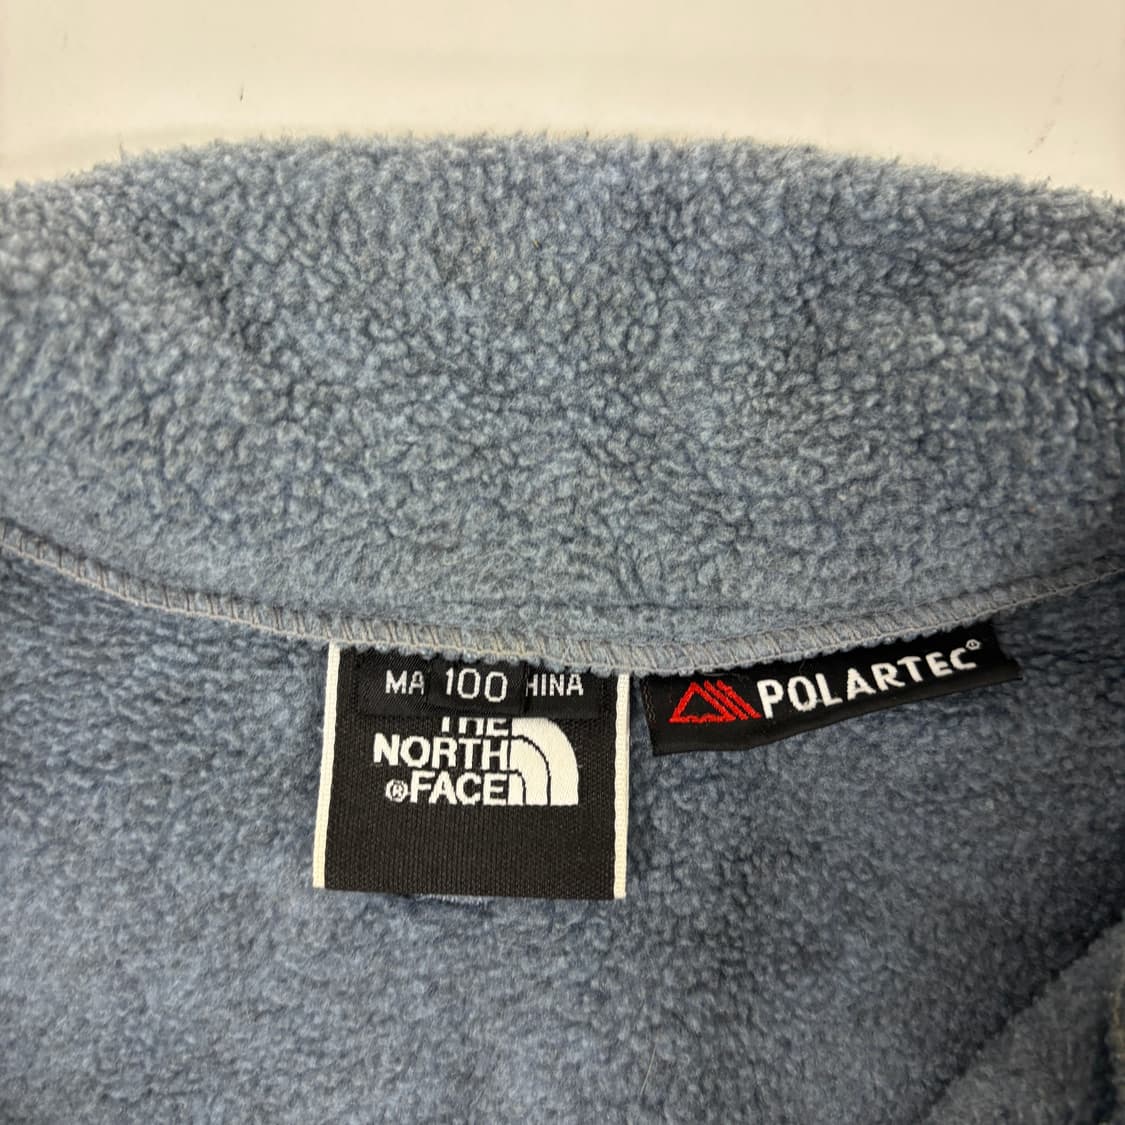 MA 100 HINA
THE
NORTH
®FACE
POLARTEC®